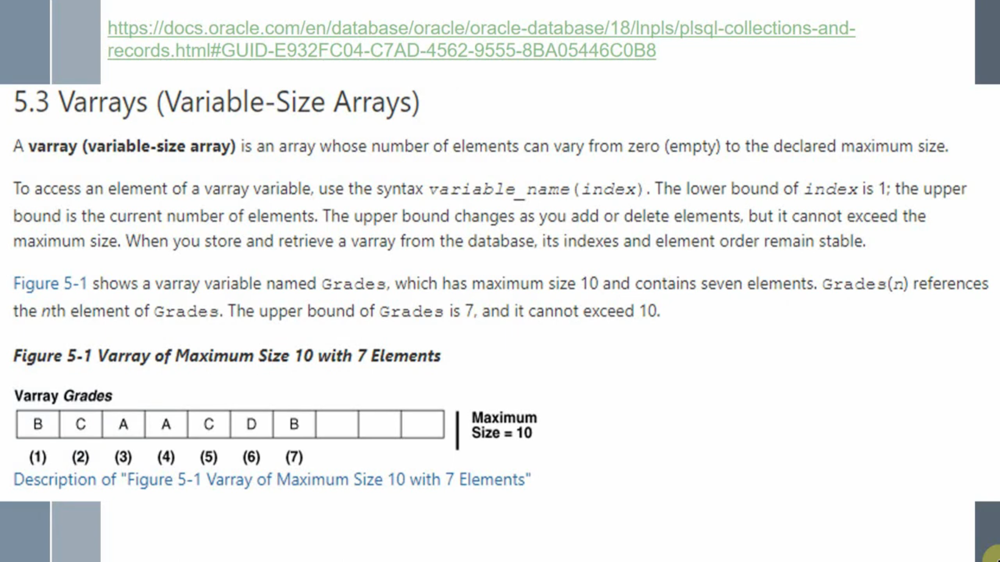 https://docs.oracle.com/en/database/oracle/oracle-database/18/lnpls/plsql-collections-and-
records.html#GUID-E932FC04-C7AD-4562-9555-8BA05446C0B8
5.3 Varrays (Variable-Size Arrays)
A varray (variable-size array) is an array whose number of elements can vary from zero (empty) to the declared maximum size.
To access an element of a varray variable, use the syntax variable_name(index). The lower bound of index is 1; the upper
bound is the current number of elements. The upper bound changes as you add or delete elements, but it cannot exceed the
maximum size. When you store and retrieve a varray from the database, its indexes and element order remain stable.
Figure 5-1 shows a varray variable named Grades, which has maximum size 10 and contains seven elements. Grades(n) references
the nth element of Grades. The upper bound of Grades is 7, and it cannot exceed 10.
Figure 5-1 Varray of Maximum Size 10 with 7 Elements
Varray Grades
B C A A C D B
Maximum
Size = 10
(1) (2) (3) (4) (5) (6) (7)
Description of "Figure 5-1 Varray of Maximum Size 10 with 7 Elements"